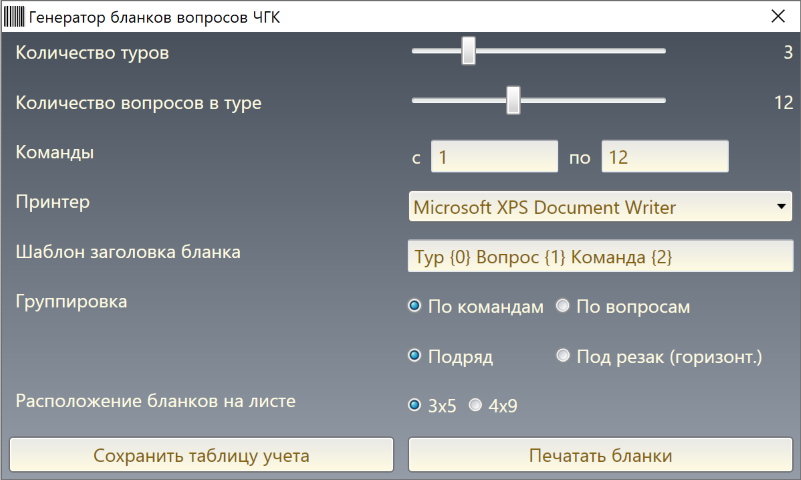 Генератор бланков вопросов ЧГК
Количество туров 3
Количество вопросов в туре 12
Команды с 1 по 12
Принтер Microsoft XPS Document Writer
Шаблон заголовка бланка Тур {0} Вопрос {1} Команда {2}
Группировка По командам По вопросам
Подряд Под резак (горизонт.)
Расположение бланков на листе 3x5 4x9
Сохранить таблицу учета Печатать бланки